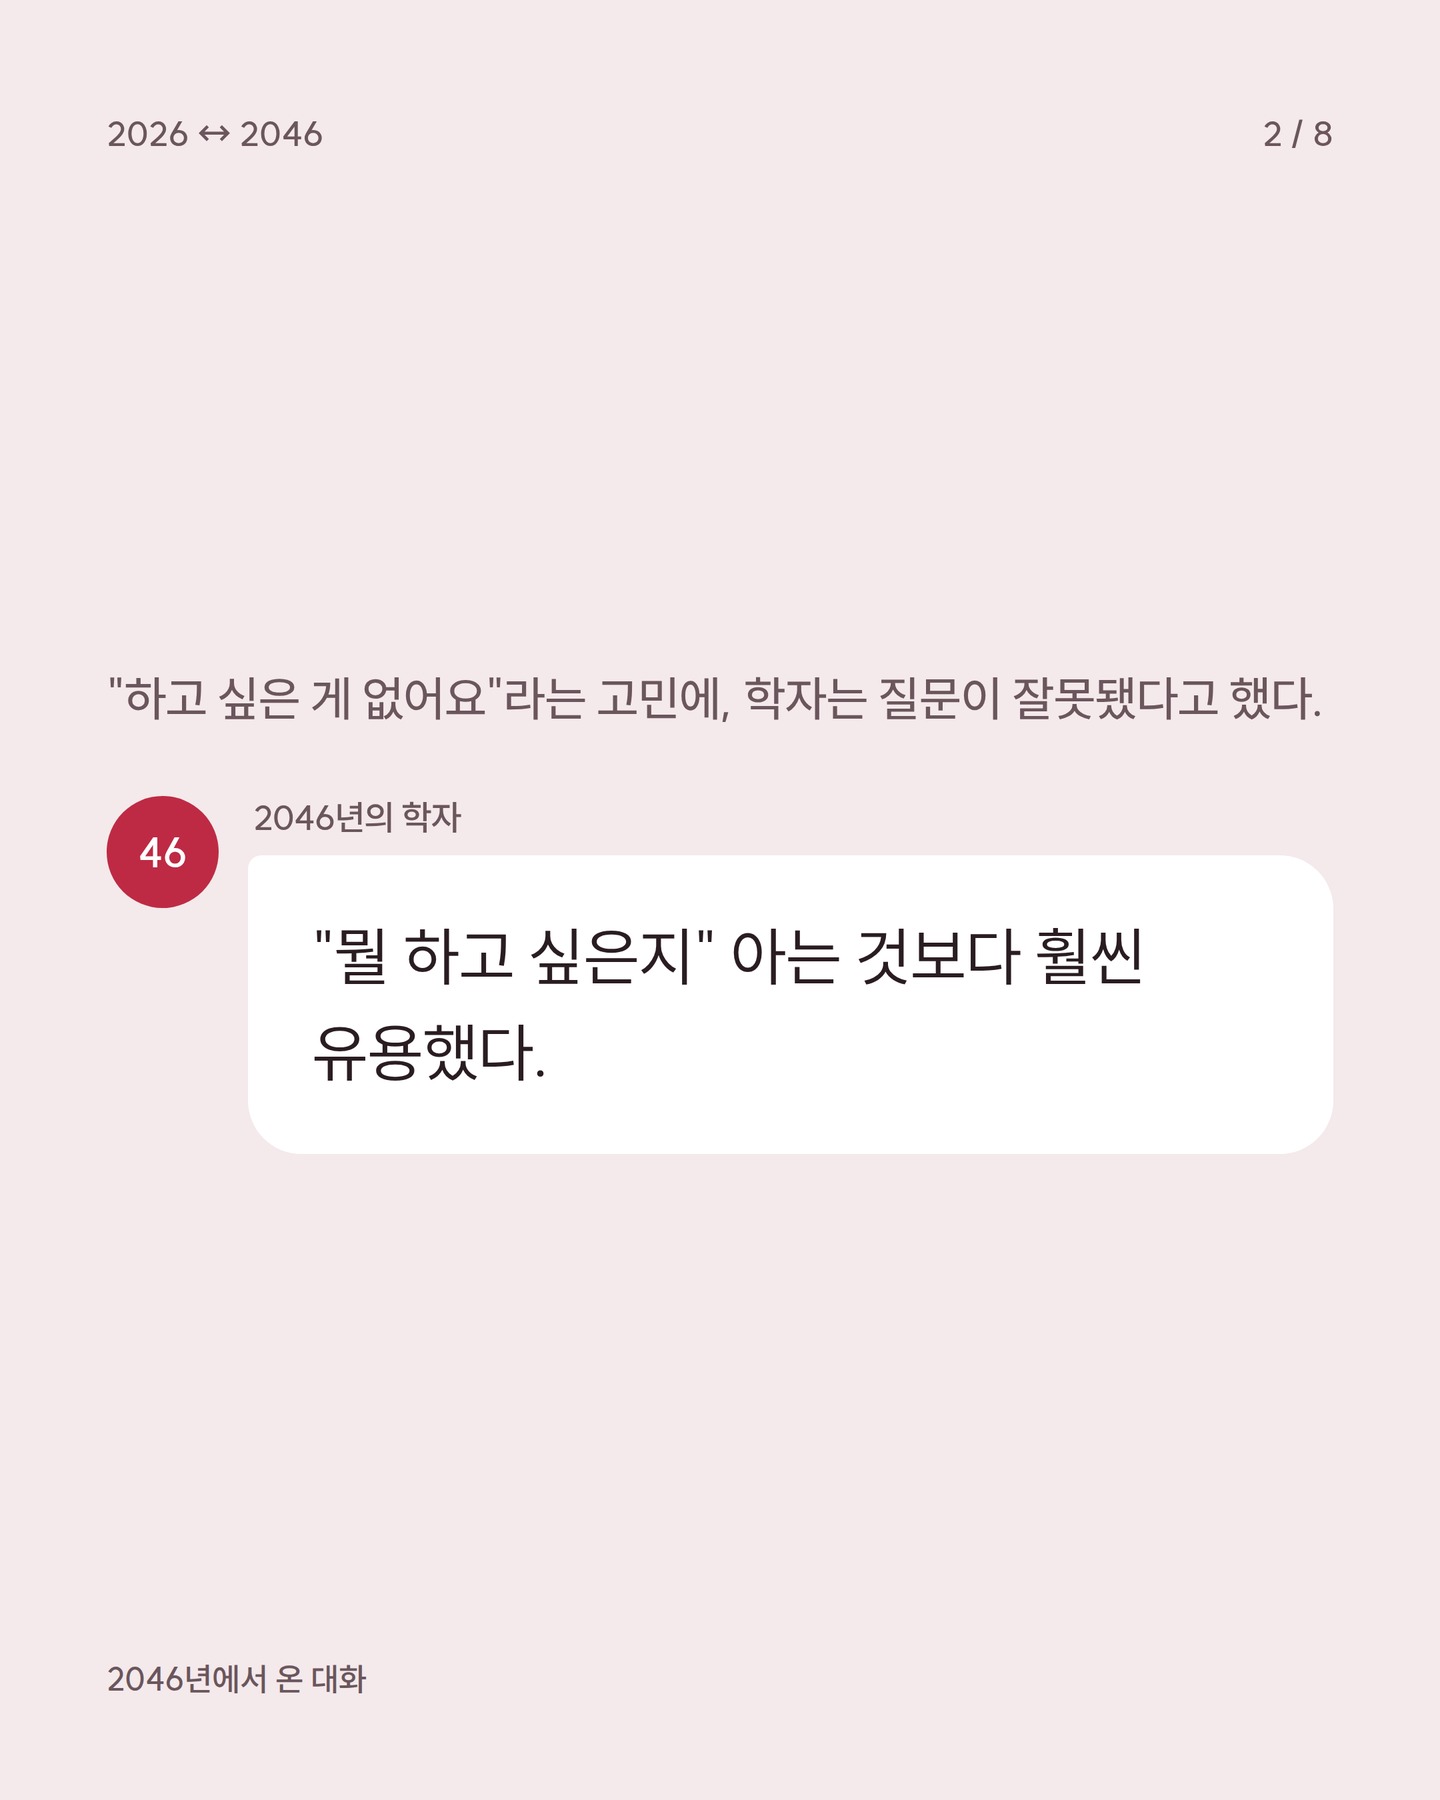 2026 ↔ 2046
2 / 8
"하고 싶은 게 없어요"라는 고민에, 학자는 질문이 잘못됐다고 했다.
46
2046년의 학자
"뭘 하고 싶은지" 아는 것보다 훨씬
유용했다.
2046년에서 온 대화